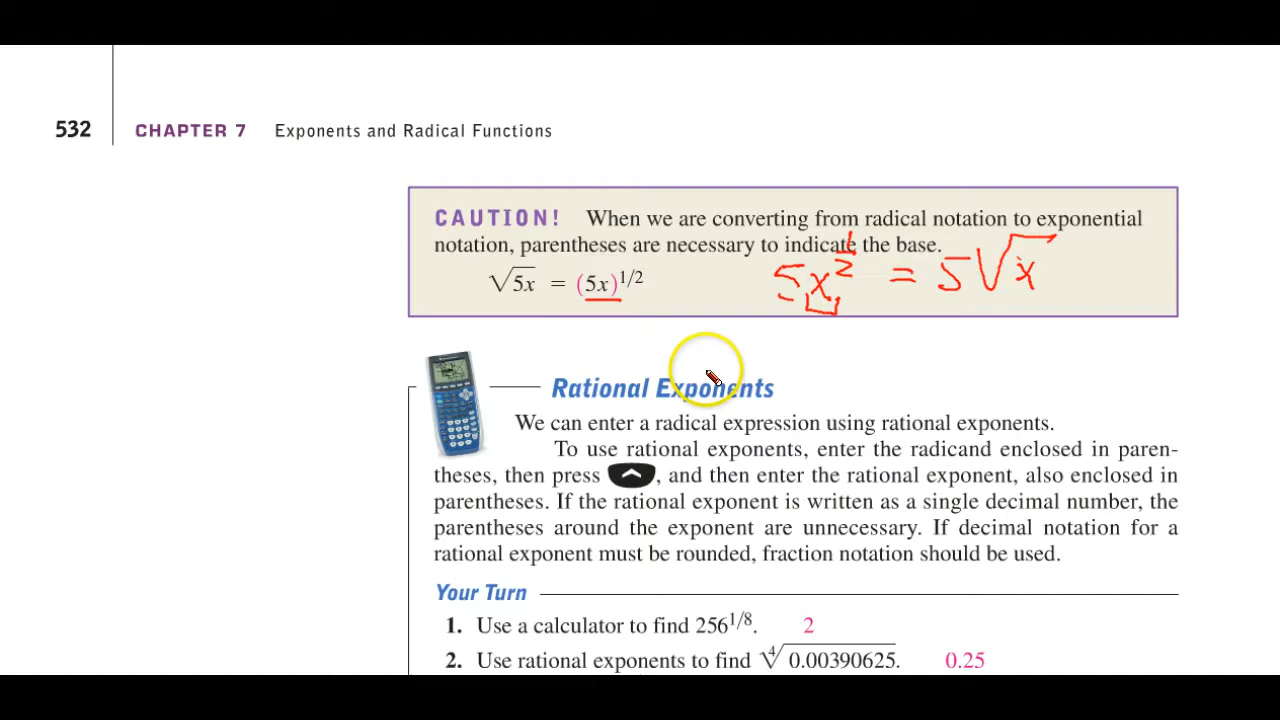 532 CHAPTER 7 Exponents and Radical Functions
CAUTION! When we are converting from radical notation to exponential
notation, parentheses are necessary to indicate the base.
√5x = (5x)^1/2
5x^1/2 = 5√x
Rational Exponents
We can enter a radical expression using rational exponents.
To use rational exponents, enter the radicand enclosed in paren-
theses, then press ^, and then enter the rational exponent, also enclosed in
parentheses. If the rational exponent is written as a single decimal number, the
parentheses around the exponent are unnecessary. If decimal notation for a
rational exponent must be rounded, fraction notation should be used.
Your Turn
1. Use a calculator to find 256^1/8. 2
2. Use rational exponents to find ⁴√0.00390625. 0.25